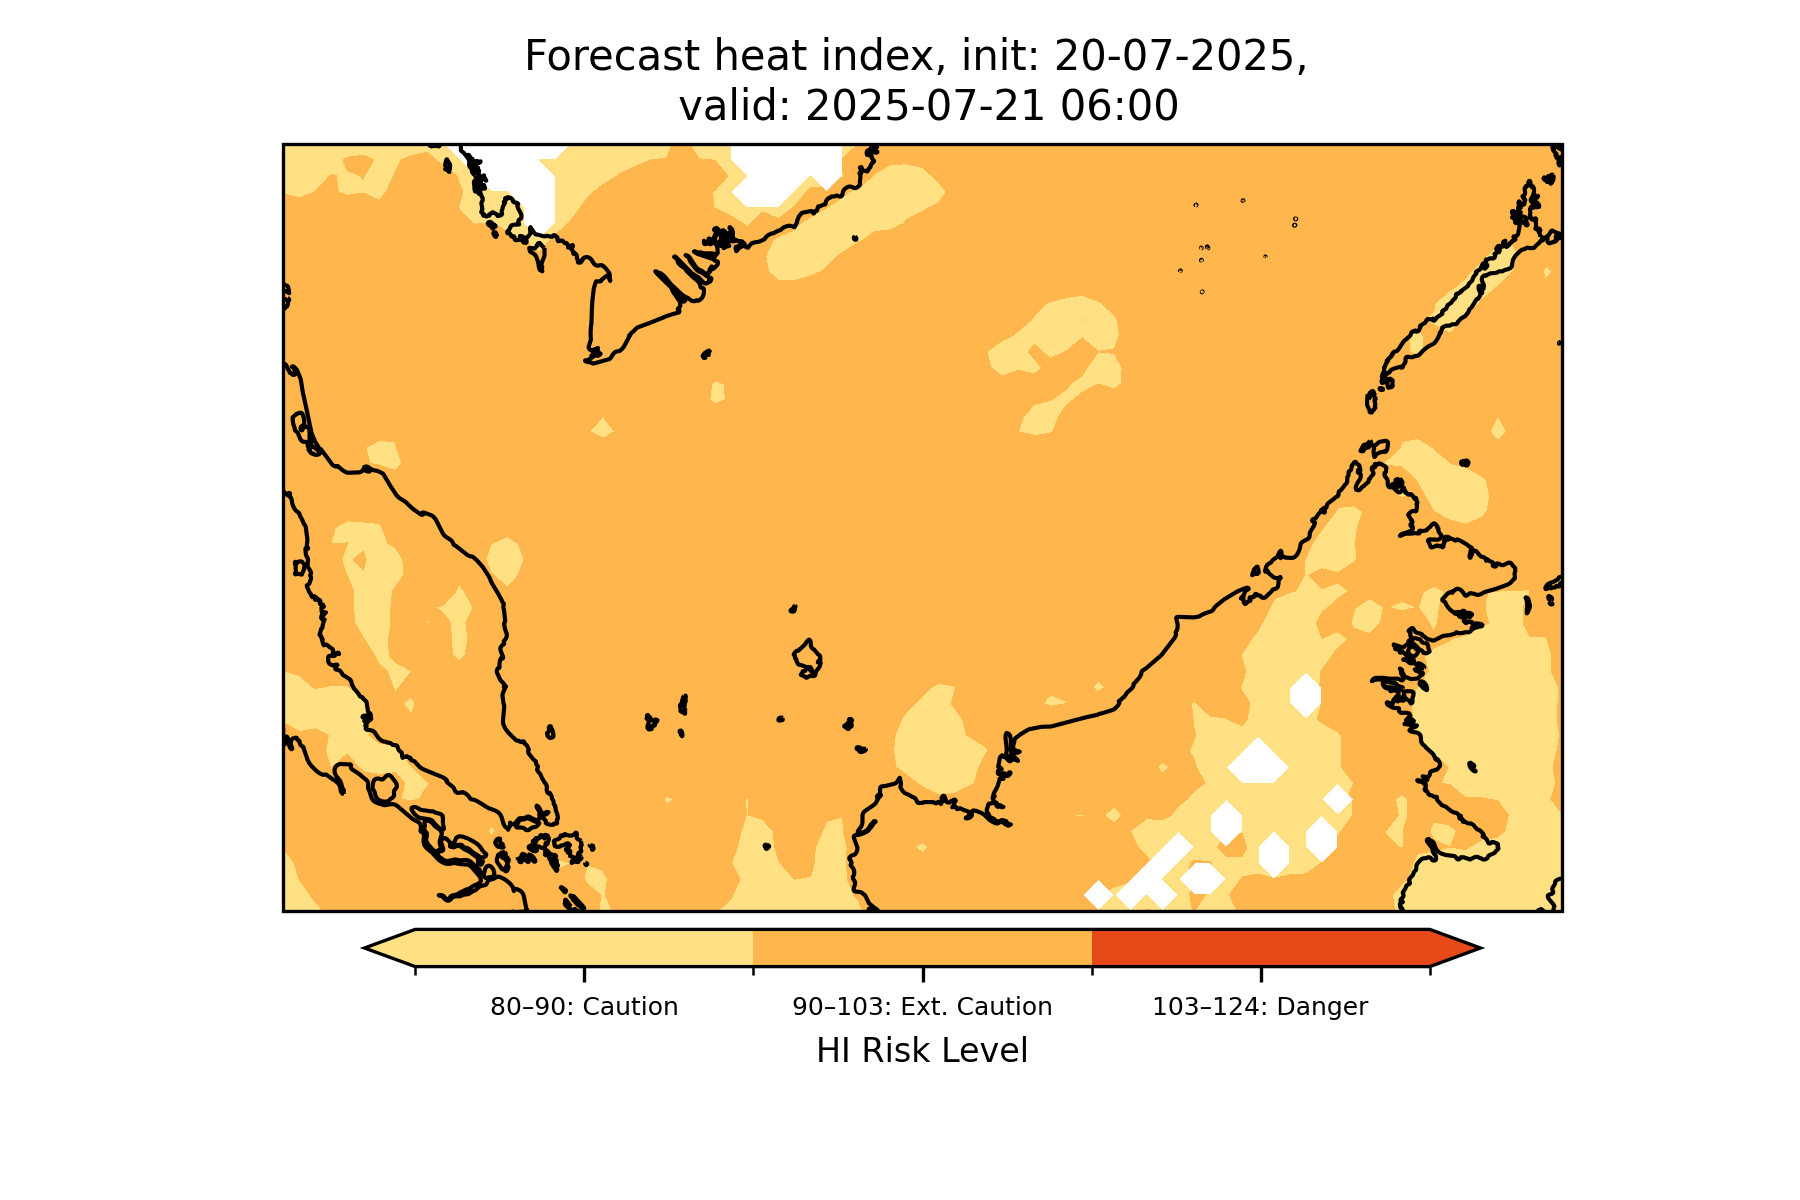 Forecast heat index, init: 20-07-2025,
valid: 2025-07-21 06:00
80–90: Caution
90–103: Ext. Caution
103–124: Danger
HI Risk Level